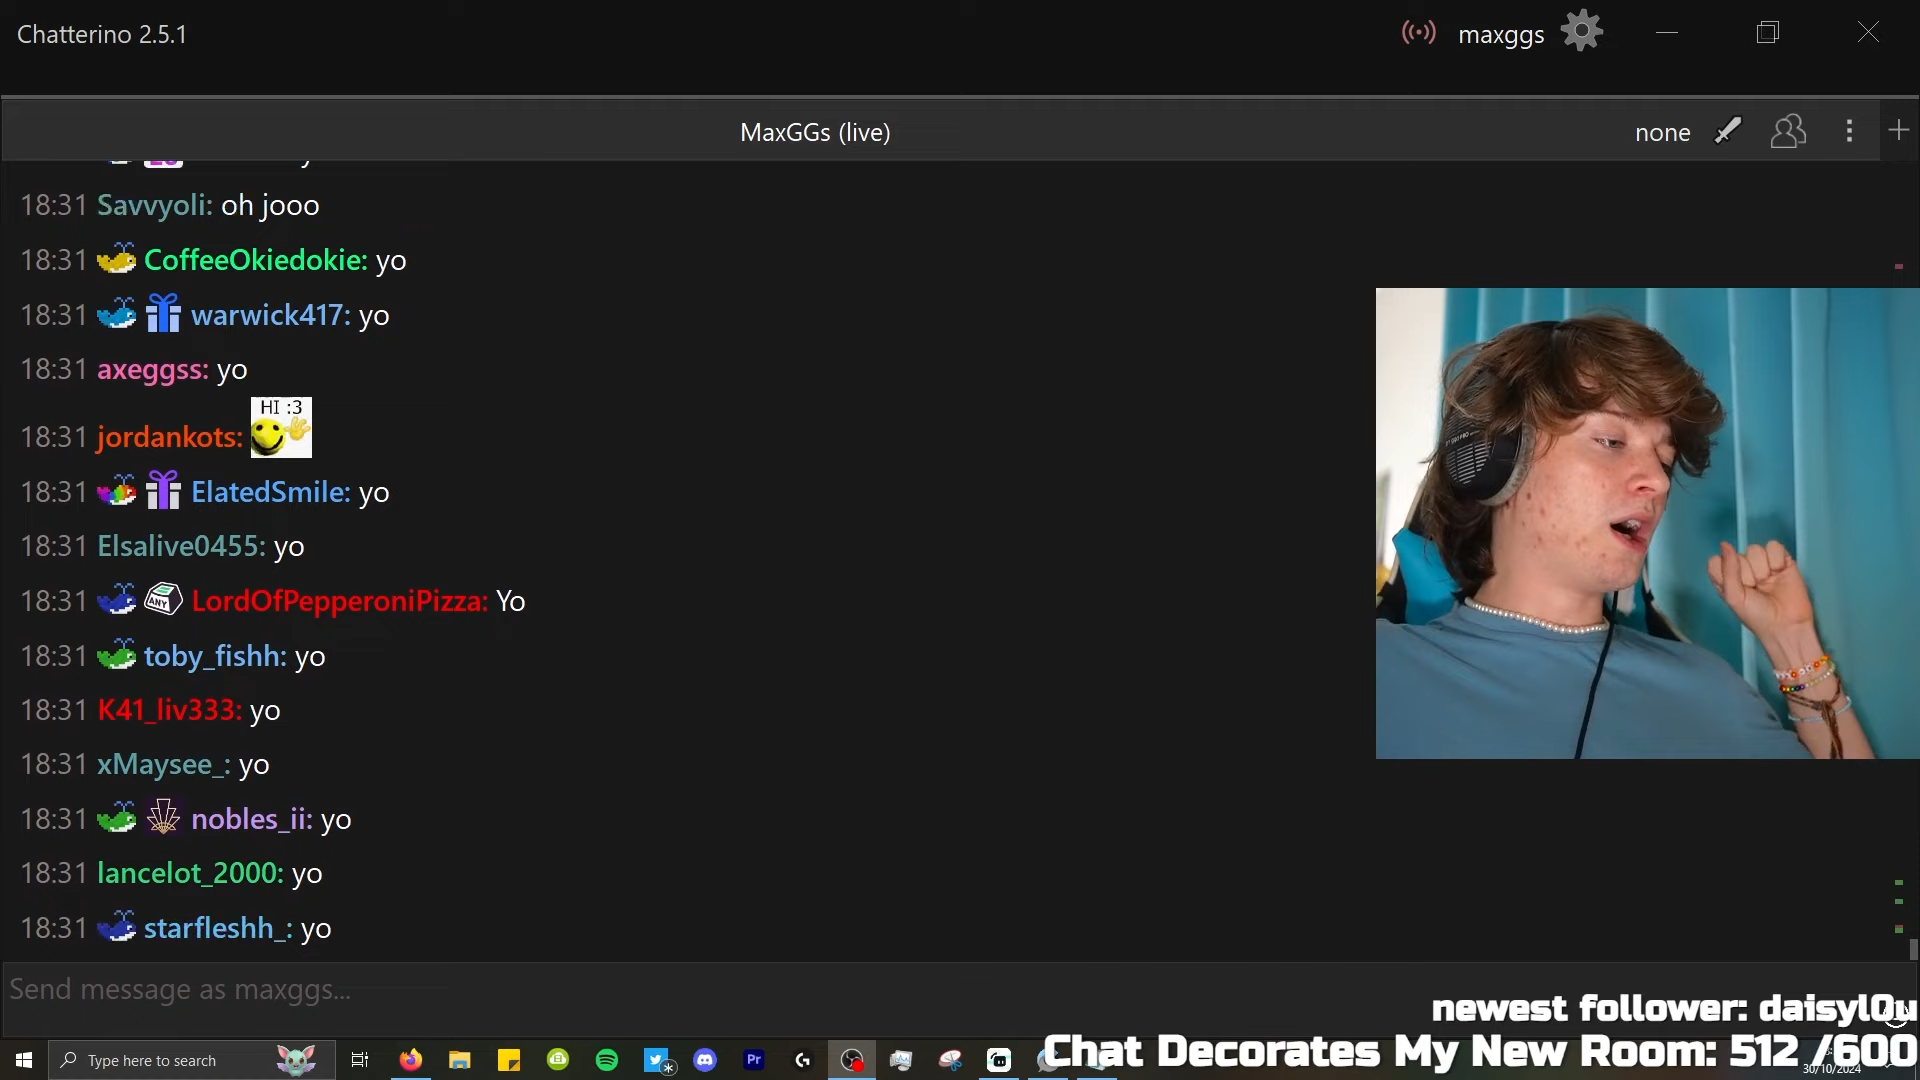 Chatterino 2.5.1
maxggs
MaxGGs (live)
none
18:31 Savvyoli: oh jooo
18:31 CoffeeOkiedokie: yo
18:31 warwick417: yo
18:31 axeggss: yo
HI :3
18:31 jordankots:
18:31 ElatedSmile: yo
18:31 Elsalive0455: yo
18:31 ANY LordOfPepperoniPizza: Yo
18:31 toby_fishh: yo
18:31 K41_liv333: yo
18:31 xMaysee_: yo
18:31 nobles_ii: yo
18:31 lancelot_2000: yo
18:31 starfleshh_: yo
Send message as maxggs...
newest follower: daisyl0u
Chat Decorates My New Room: 512 /600
Type here to search
Pr
30/10/2024